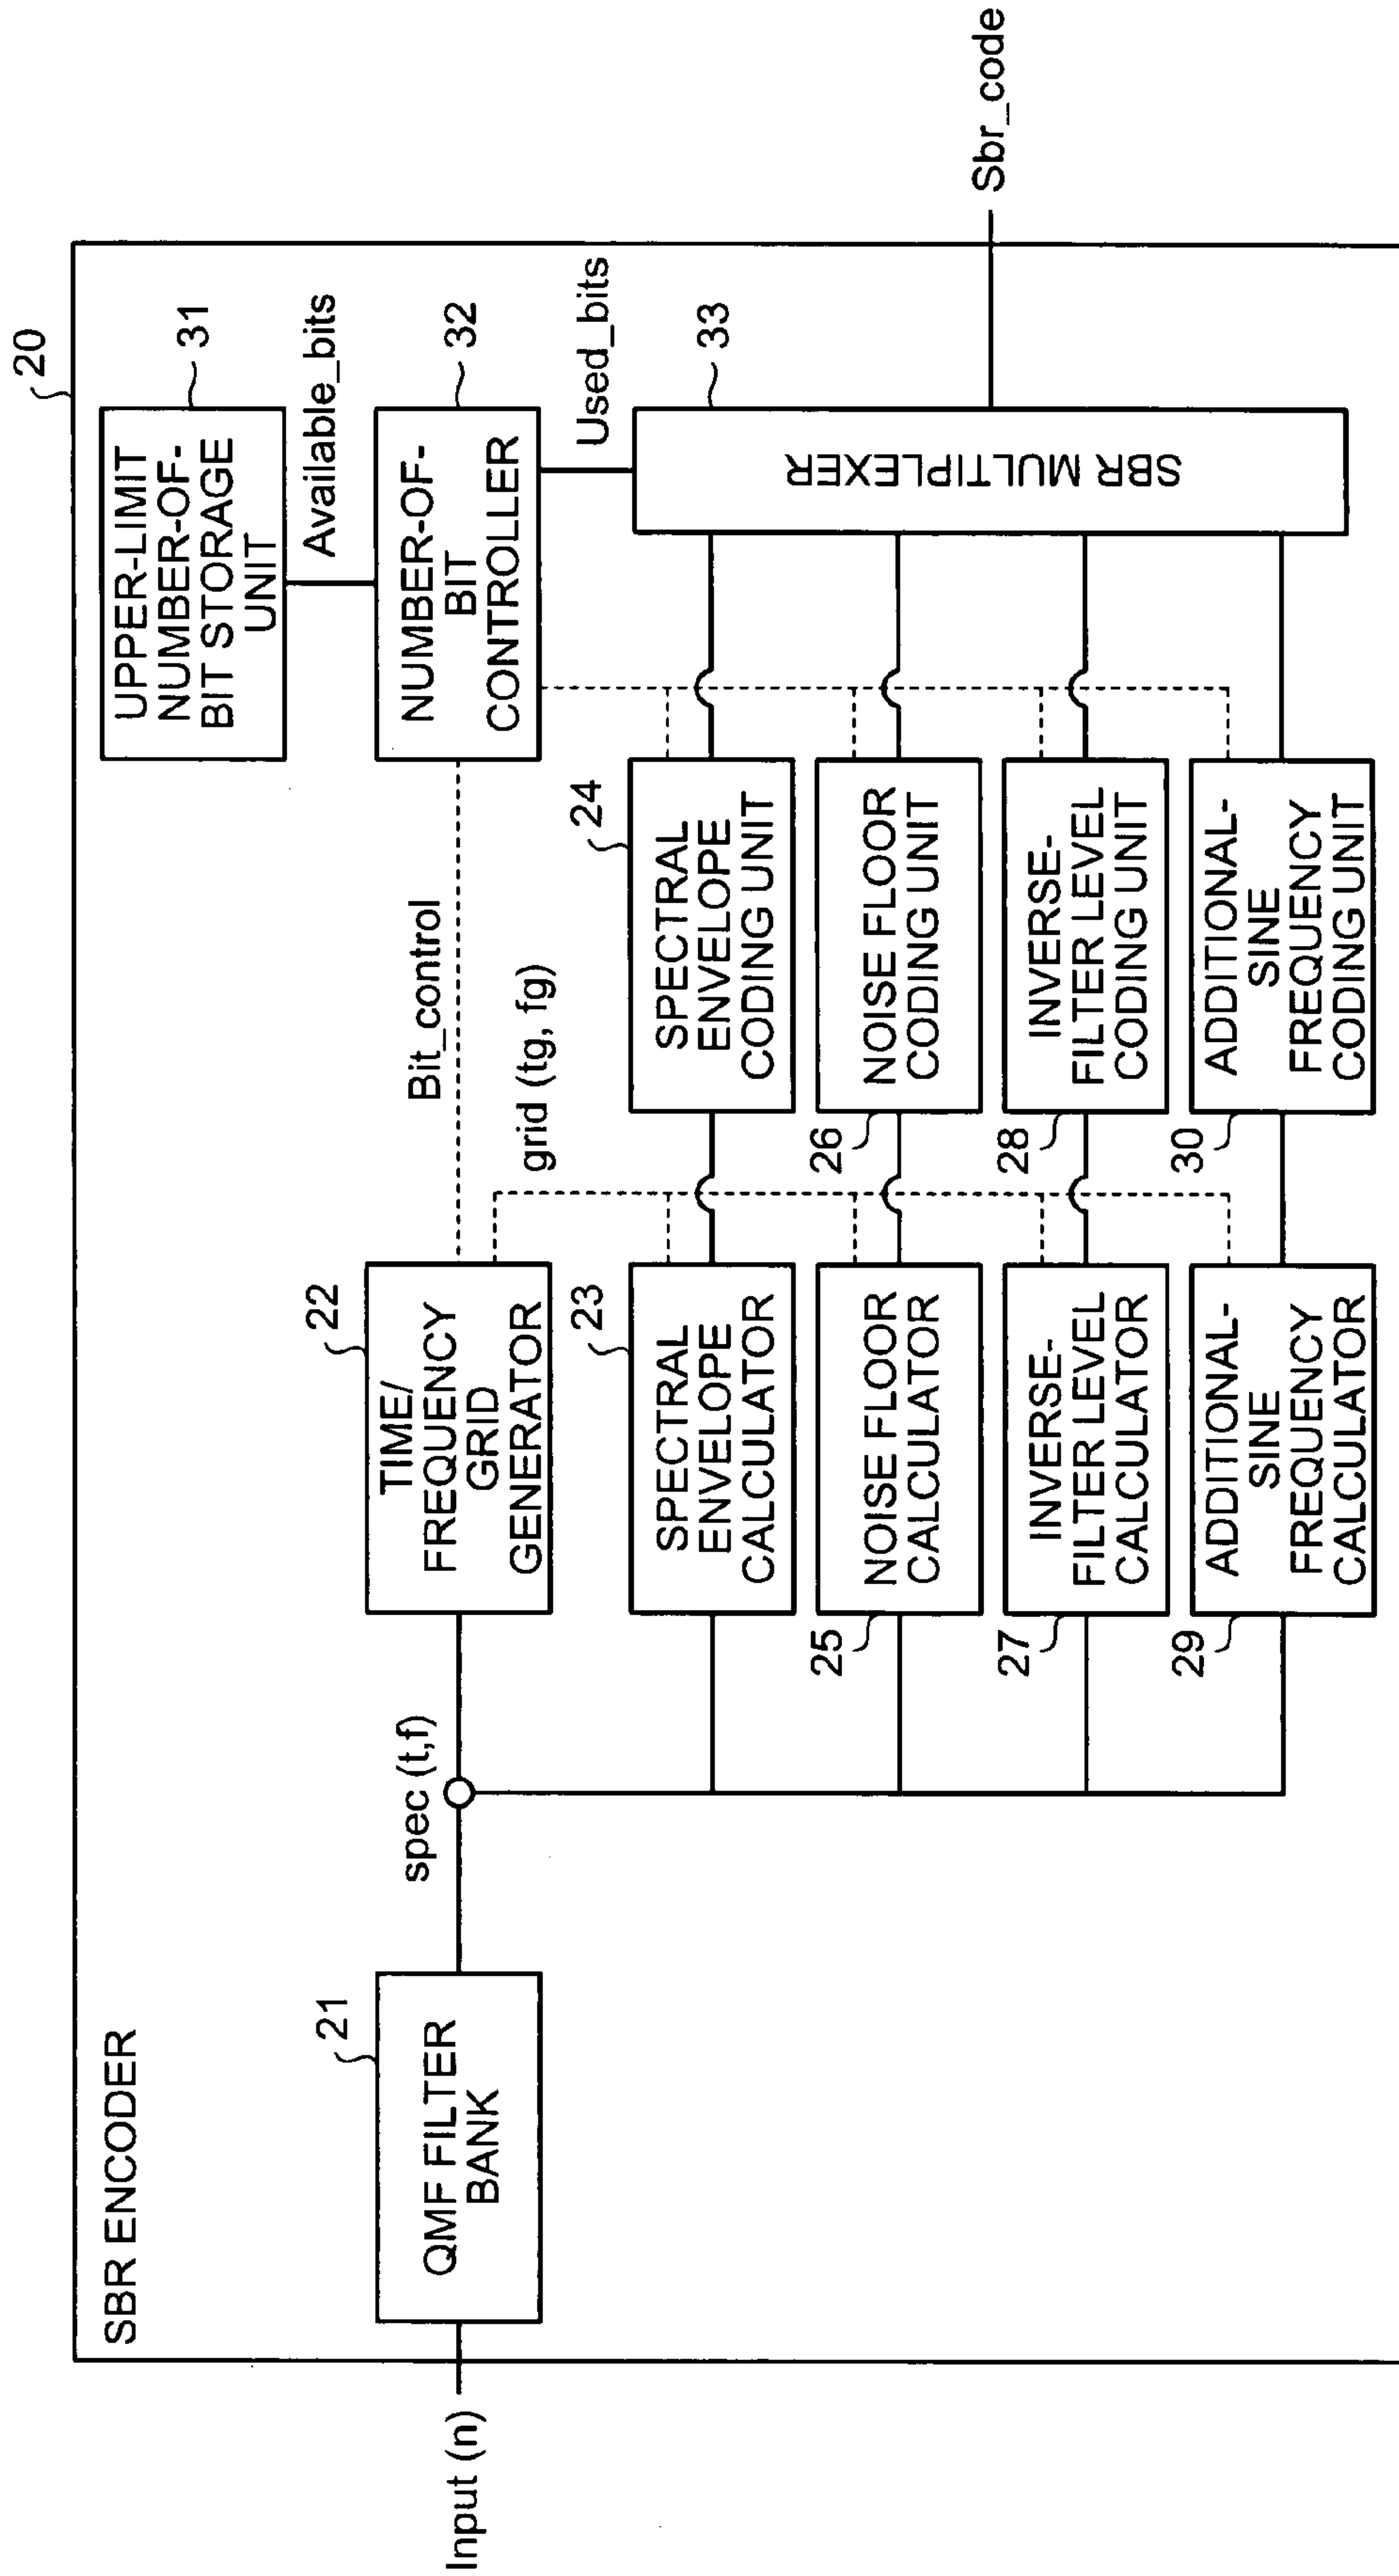 20
SBR ENCODER
UPPER-LIMIT
NUMBER-OF-
BIT STORAGE
UNIT
31
Available_bits
Input (n)
QMF FILTER
BANK
21
spec (t,f)
TIME/
FREQUENCY
GRID
GENERATOR
22
Bit_control
NUMBER-OF-
BIT
CONTROLLER
32
grid (tg, fg)
Used_bits
SPECTRAL
ENVELOPE
CALCULATOR
23
SPECTRAL
ENVELOPE
CODING UNIT
24
SBR MULTIPLEXER
33
Sbr_code
NOISE FLOOR
CALCULATOR
25
NOISE FLOOR
CODING UNIT
26
INVERSE-
FILTER LEVEL
CALCULATOR
27
INVERSE-
FILTER LEVEL
CODING UNIT
28
ADDITIONAL-
SINE
FREQUENCY
CALCULATOR
29
ADDITIONAL-
SINE
FREQUENCY
CODING UNIT
30